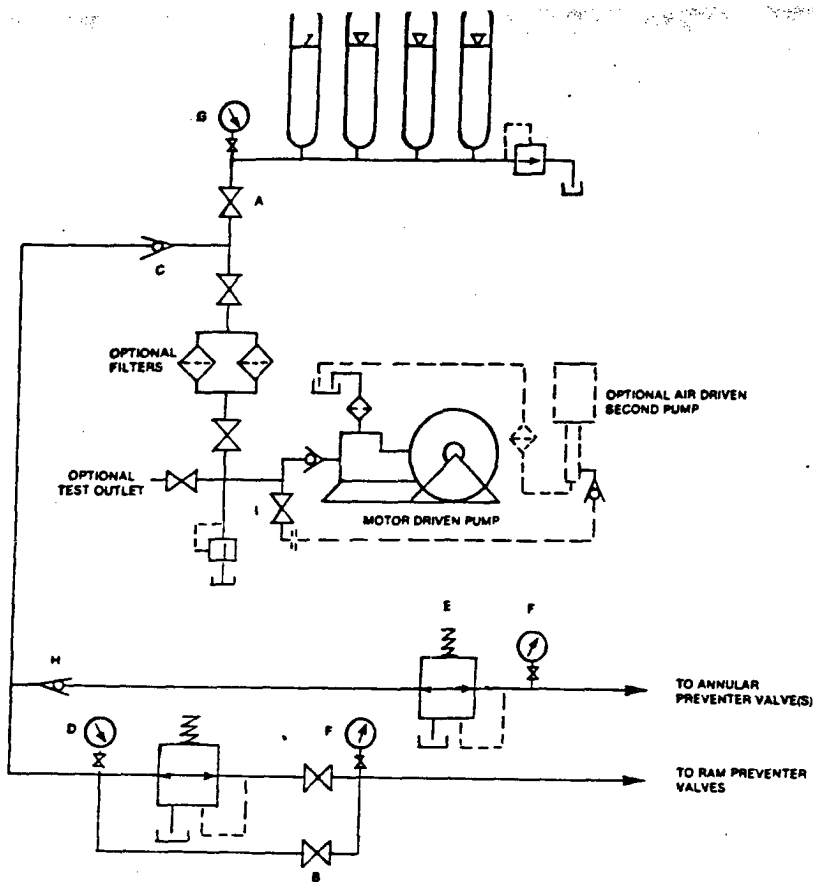 G
A
C
OPTIONAL
FILTERS
OPTIONAL AIR DRIVEN
SECOND PUMP
OPTIONAL
TEST OUTLET
I
MOTOR DRIVEN PUMP
E
F
H
TO ANNULAR
PREVENTER VALVE(S)
D
F
TO RAM PREVENTER
VALVES
B